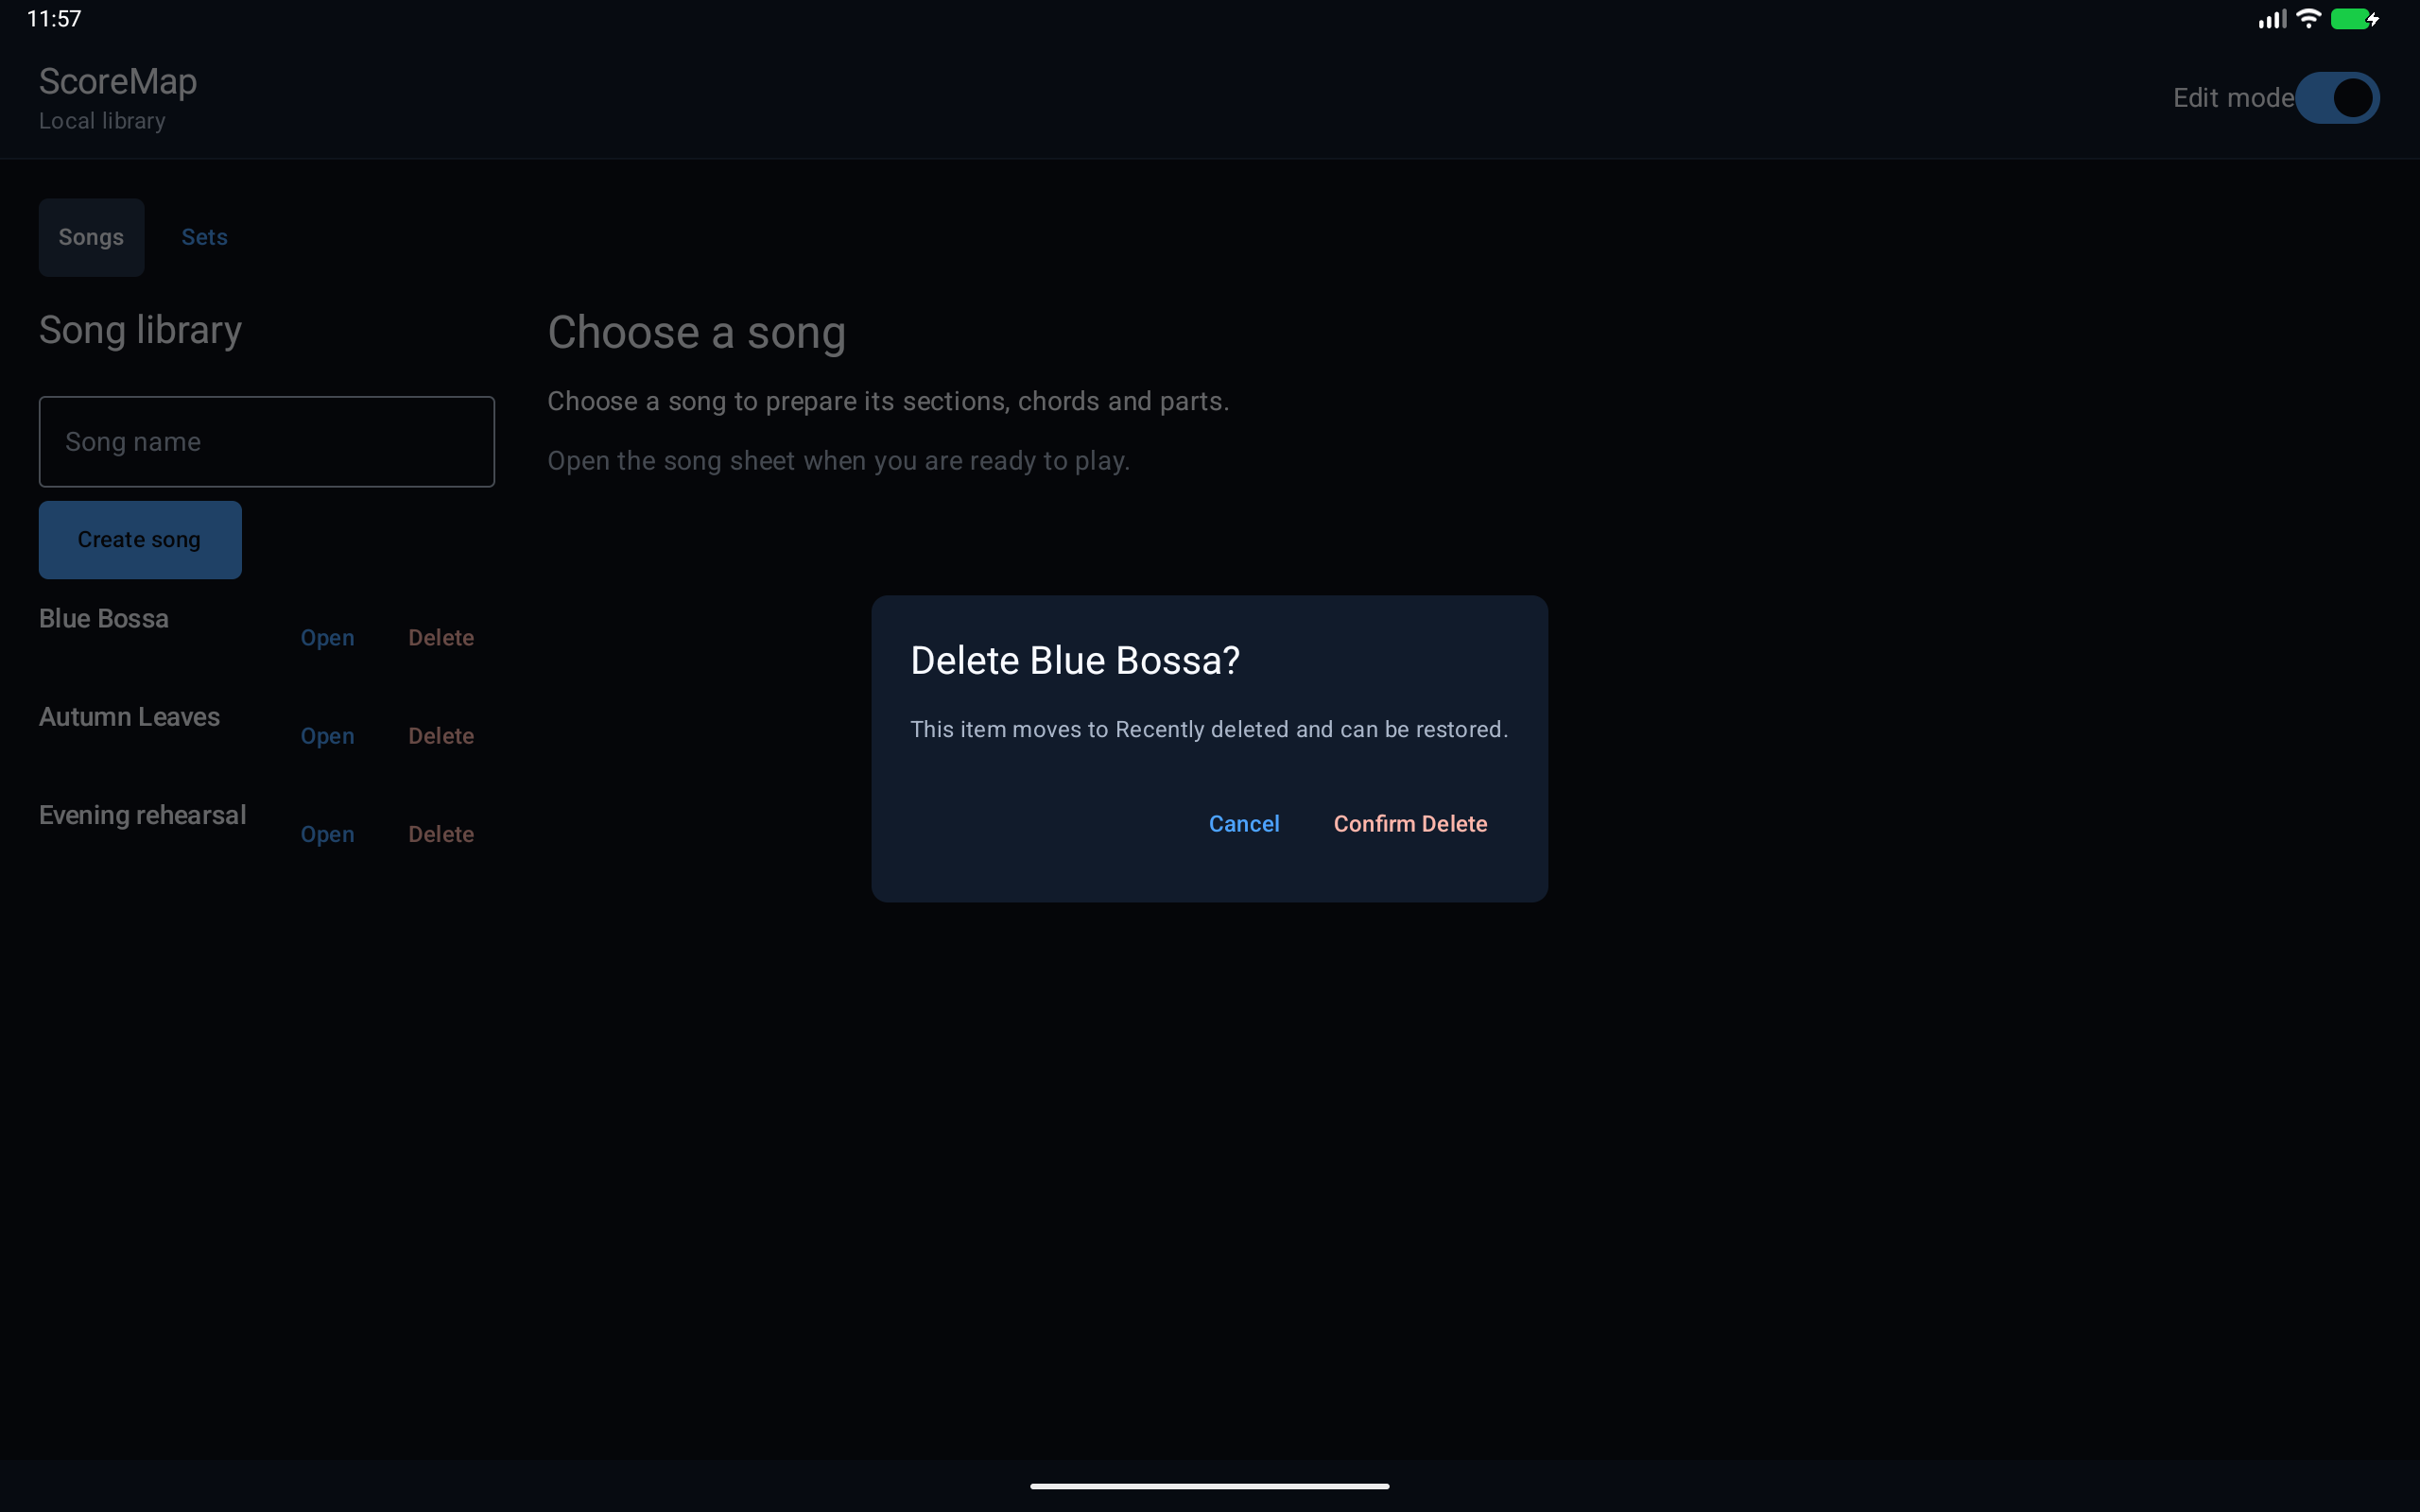 11:57
ScoreMap
Local library
Edit mode
Songs
Sets
Song library
Song name
Create song
Blue Bossa
Open
Delete
Autumn Leaves
Open
Delete
Evening rehearsal
Open
Delete
Choose a song
Choose a song to prepare its sections, chords and parts.
Open the song sheet when you are ready to play.
Delete Blue Bossa?
This item moves to Recently deleted and can be restored.
Cancel
Confirm Delete